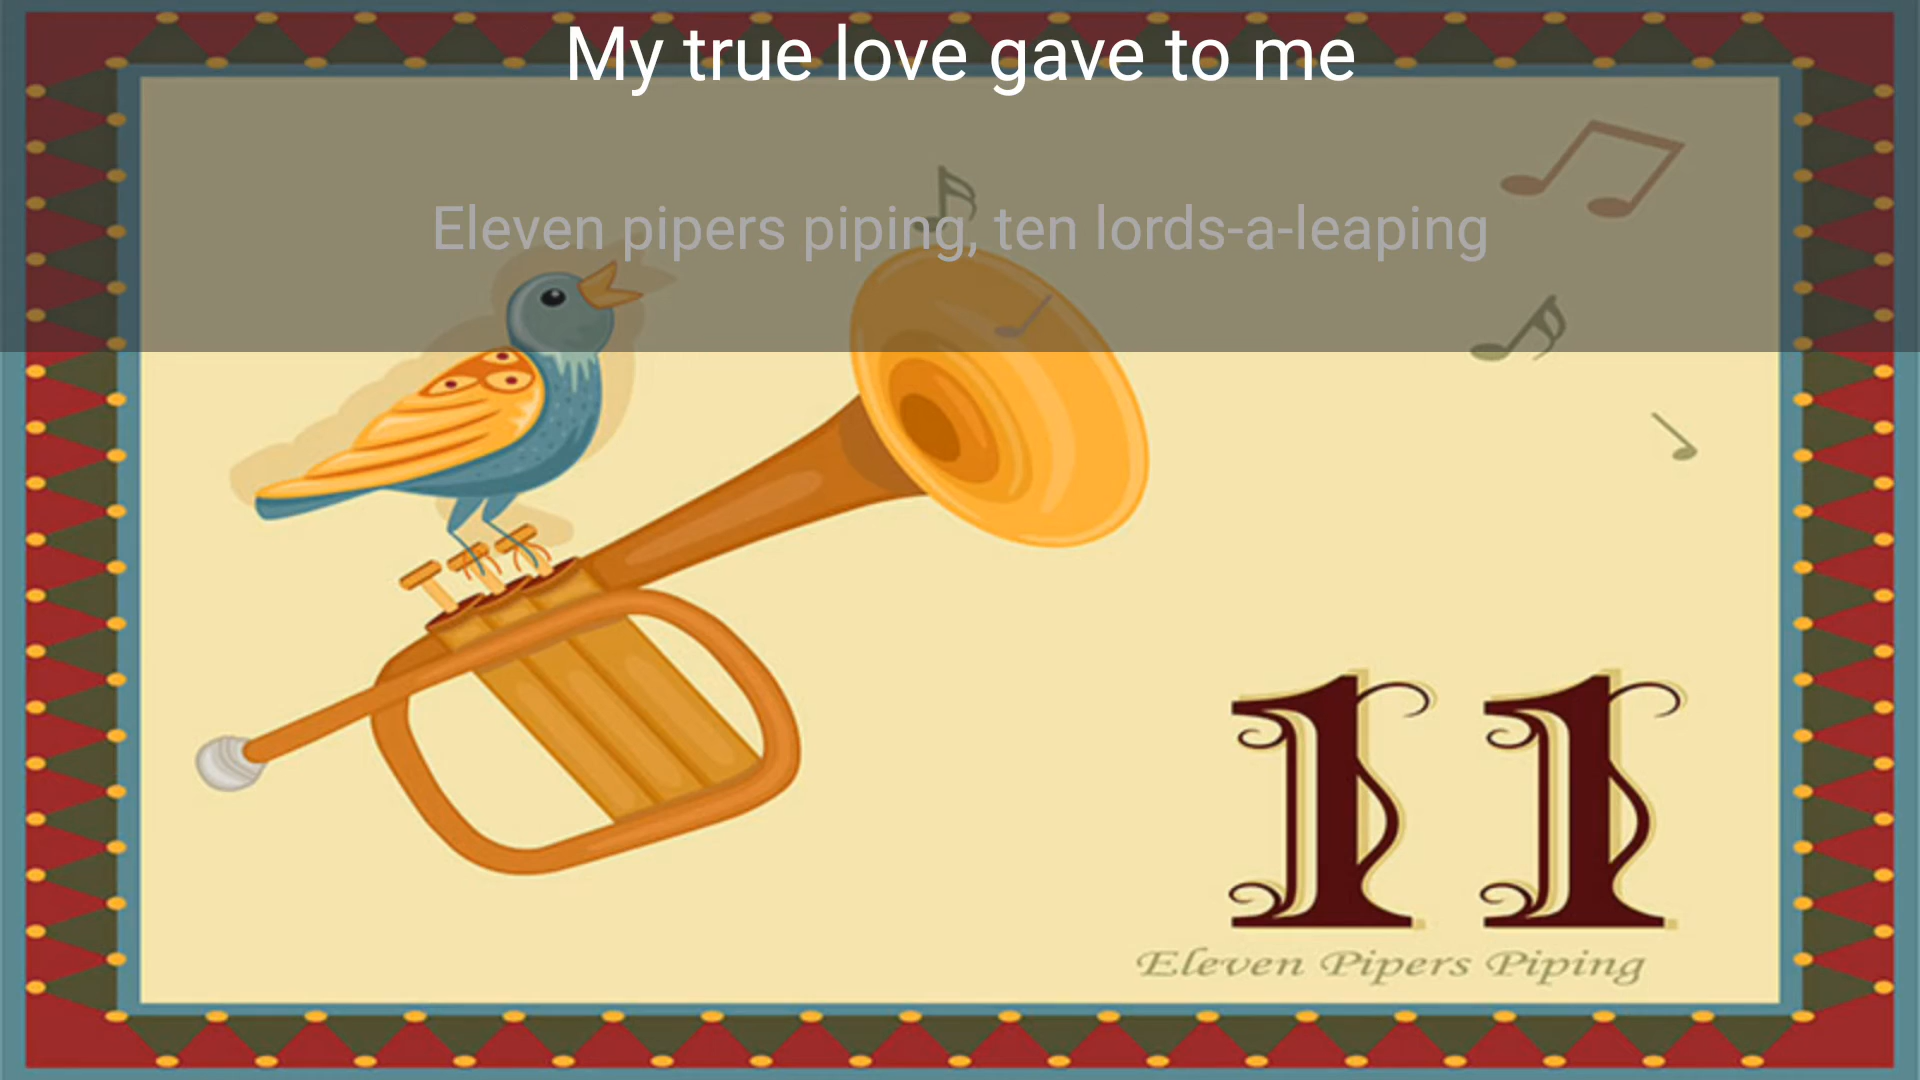 My true love gave to me
Eleven pipers piping, ten lords-a-leaping
11
Eleven Pipers Piping